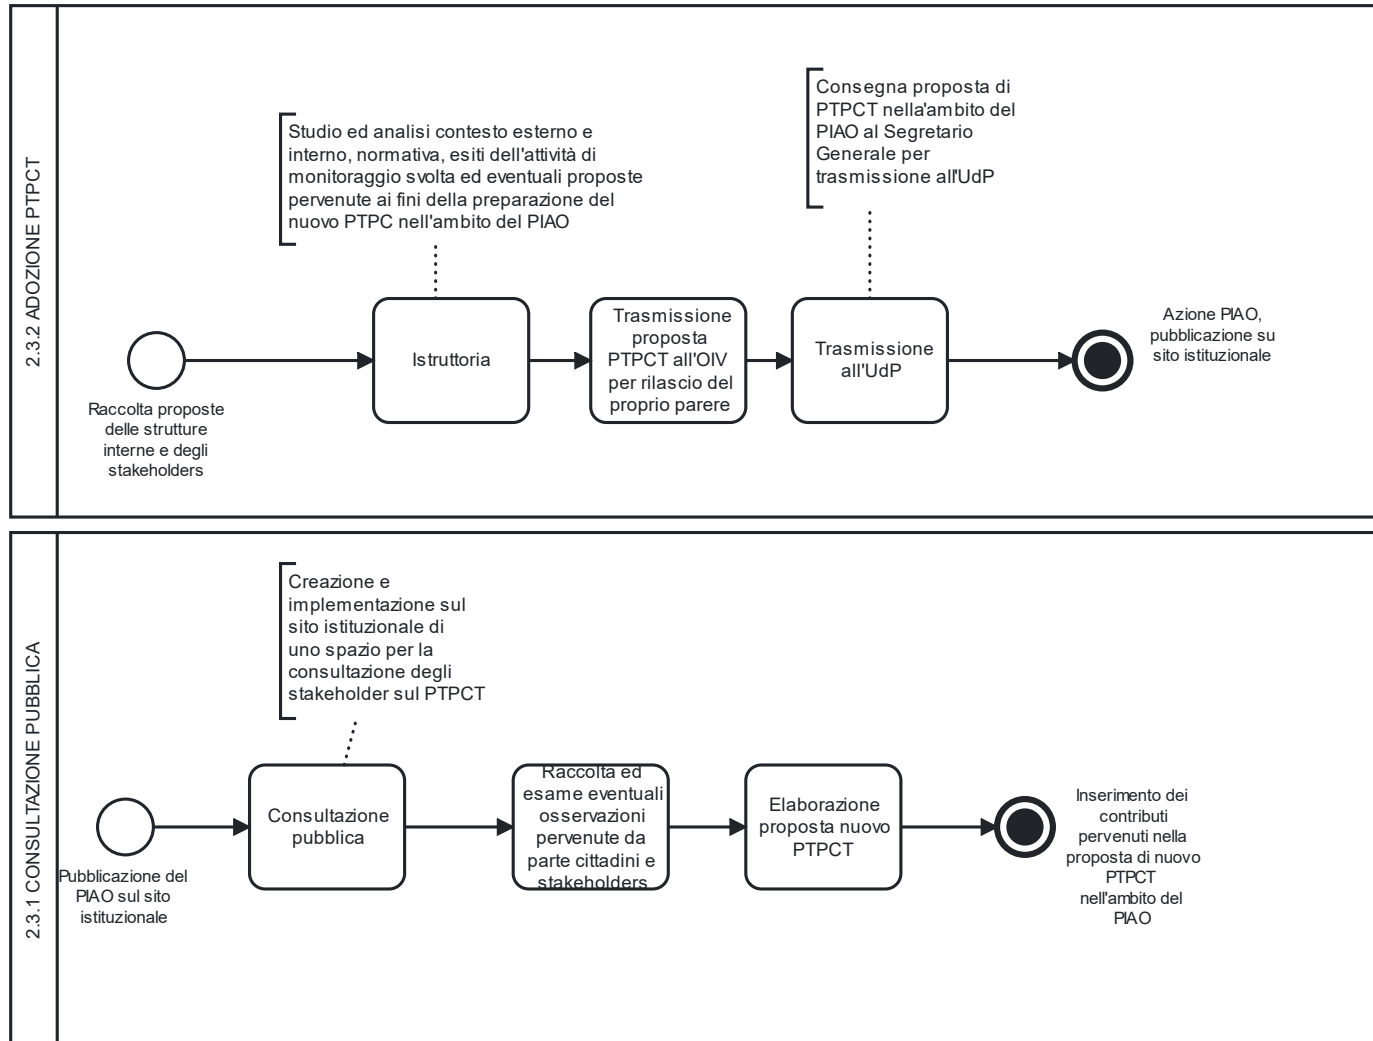 2.3.2 ADOZIONE PTPCT
Studio ed analisi contesto esterno e
interno, normativa, esiti dell'attività di
monitoraggio svolta ed eventuali proposte
pervenute ai fini della preparazione del
nuovo PTPC nell'ambito del PIAO
Consegna proposta di
PTPCT nella'ambito del
PIAO al Segretario
Generale per
trasmissione all'UdP
Raccolta proposte
delle strutture
interne e degli
stakeholders
Istruttoria
Trasmissione
proposta
PTPCT all'OIV
per rilascio del
proprio parere
Trasmissione
all'UdP
Azione PIAO,
pubblicazione su
sito istituzionale
2.3.1 CONSULTAZIONE PUBBLICA
Creazione e
implementazione sul
sito istituzionale di
uno spazio per la
consultazione degli
stakeholder sul PTPCT
Pubblicazione del
PIAO sul sito
istituzionale
Consultazione
pubblica
Raccolta ed
esame eventuali
osservazioni
pervenute da
parte cittadini e
stakeholders
Elaborazione
proposta nuovo
PTPCT
Inserimento dei
contributi
pervenuti nella
proposta di nuovo
PTPCT
nell'ambito del
PIAO